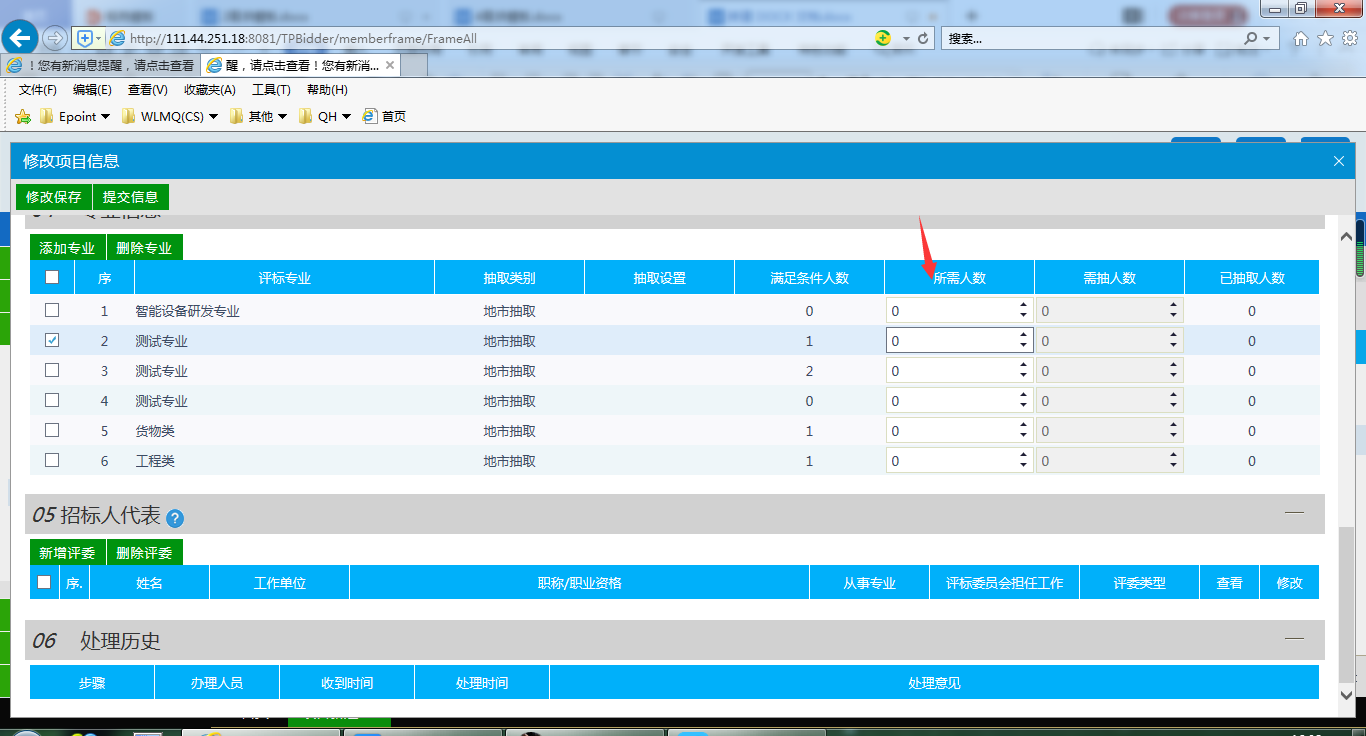 http://111.44.251.18:8081/TPBidder/memberframe/FrameAll
搜索...
！您有新消息提醒，请点击查看
醒，请点击查看！您有新消...
文件(F) 编辑(E) 查看(V) 收藏夹(A) 工具(T) 帮助(H)
Epoint WLMQ(CS) 其他 QH 首页
修改项目信息
修改保存 提交信息
添加专业 删除专业
序 评标专业 抽取类别 抽取设置 满足条件人数 所需人数 需抽人数 已抽取人数
1 智能设备研发专业 地市抽取 0 0 0 0
2 测试专业 地市抽取 1 0 0 0
3 测试专业 地市抽取 2 0 0 0
4 测试专业 地市抽取 0 0 0 0
5 货物类 地市抽取 1 0 0 0
6 工程类 地市抽取 1 0 0 0
05 招标人代表 ?
新增评委 删除评委
序. 姓名 工作单位 职称/职业资格 从事专业 评标委员会担任工作 评委类型 查看 修改
06 处理历史
步骤 办理人员 收到时间 处理时间 处理意见